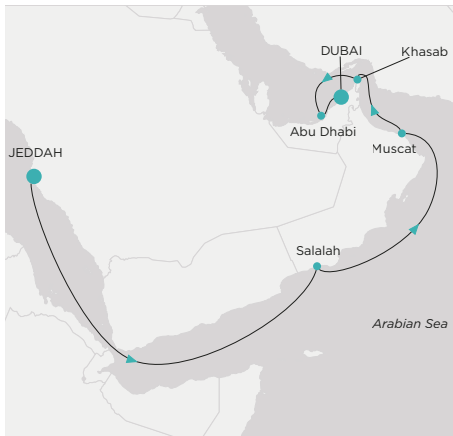 DUBAI
Khasab
Abu Dhabi
Muscat
JEDDAH
Salalah
Arabian Sea